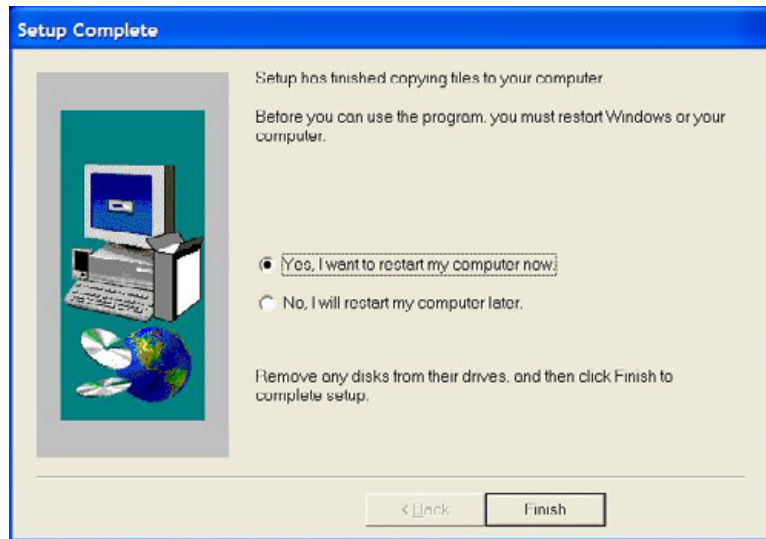 Setup Complete
Setup has finished copying files to your computer.
Before you can use the program, you must restart Windows or your
computer.
Yes, I want to restart my computer now.
No, I will restart my computer later.
Remove any disks from their drives, and then click Finish to
complete setup.
< Back
Finish